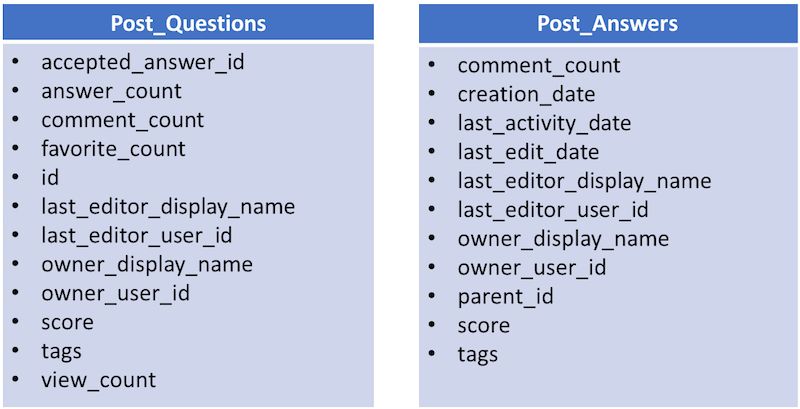 Post_Questions
• accepted_answer_id
• answer_count
• comment_count
• favorite_count
• id
• last_editor_display_name
• last_editor_user_id
• owner_display_name
• owner_user_id
• score
• tags
• view_count
Post_Answers
• comment_count
• creation_date
• last_activity_date
• last_edit_date
• last_editor_display_name
• last_editor_user_id
• owner_display_name
• owner_user_id
• parent_id
• score
• tags